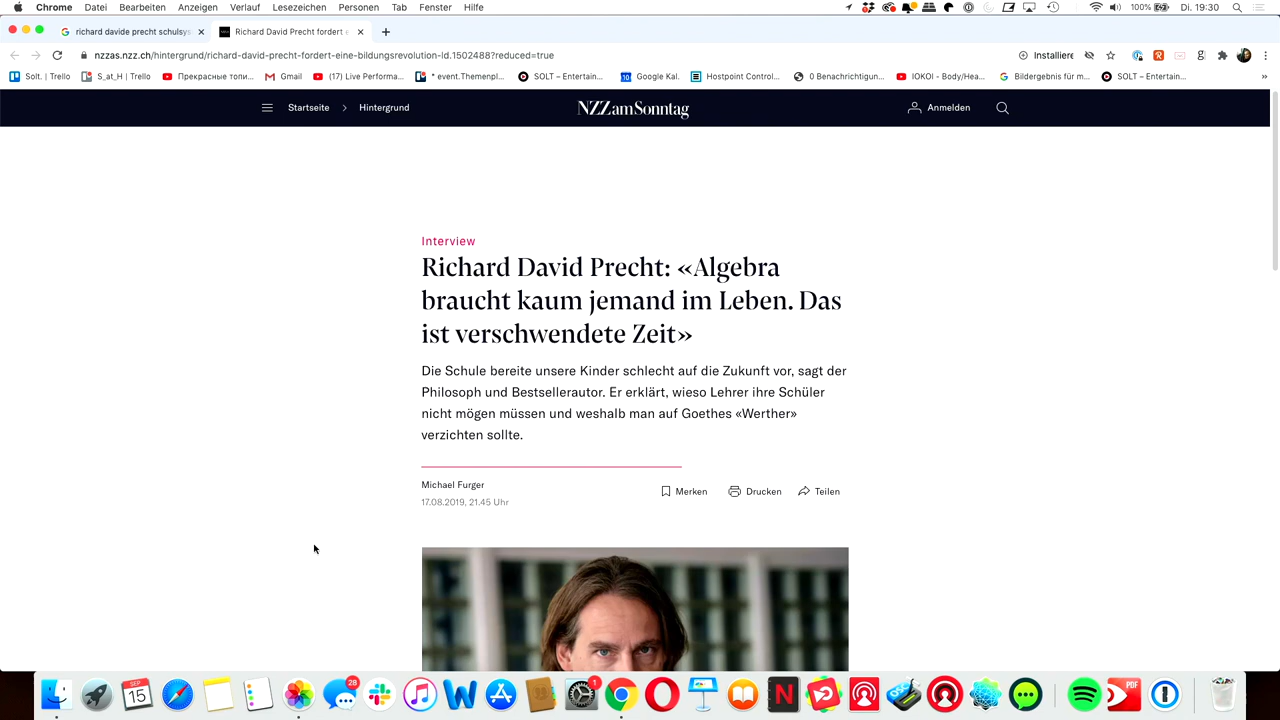 Chrome Datei Bearbeiten Anzeigen Verlauf Lesezeichen Personen Tab Fenster Hilfe 100% Di. 19:30
richard davide precht schulsys Richard David Precht fordert e
nzzas.nzz.ch/hintergrund/richard-david-precht-fordert-eine-bildungsrevolution-ld.1502488?reduced=true Installiere
Solt. | Trello S_at_H | Trello Прекрасные топи... Gmail (17) Live Performa... * event.Themenpl... SOLT – Entertain... Google Kal. Hostpoint Control... 0 Benachrichtigun... IOKOI - Body/Hea... Bildergebnis für m... SOLT – Entertain... »
Startseite Hintergrund NZZamSonntag Anmelden
Interview
Richard David Precht: «Algebra
braucht kaum jemand im Leben. Das
ist verschwendete Zeit»
Die Schule bereite unsere Kinder schlecht auf die Zukunft vor, sagt der
Philosoph und Bestsellerautor. Er erklärt, wieso Lehrer ihre Schüler
nicht mögen müssen und weshalb man auf Goethes «Werther»
verzichten sollte.
Michael Furger
17.08.2019, 21.45 Uhr
Merken Drucken Teilen
SEP
15
28
1
PDF